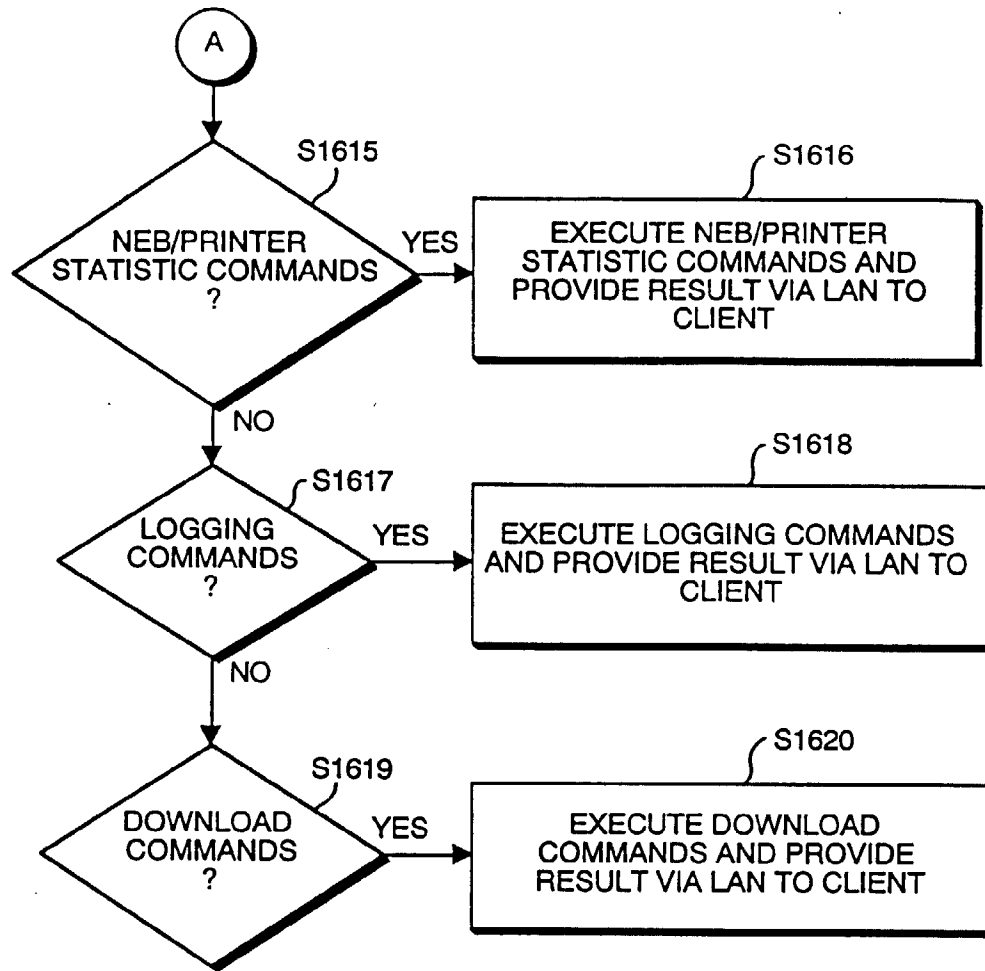 A
S1615
NEB/PRINTER
STATISTIC COMMANDS
?
YES
S1616
EXECUTE NEB/PRINTER
STATISTIC COMMANDS AND
PROVIDE RESULT VIA LAN TO
CLIENT
NO
S1617
LOGGING
COMMANDS
?
YES
S1618
EXECUTE LOGGING COMMANDS
AND PROVIDE RESULT VIA LAN TO
CLIENT
NO
S1619
DOWNLOAD
COMMANDS
?
YES
S1620
EXECUTE DOWNLOAD
COMMANDS AND PROVIDE
RESULT VIA LAN TO CLIENT